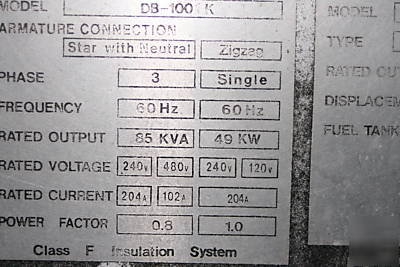 MODEL DB-100 K MODEL
ARMATURE CONNECTION
Star with Neutral Zigzag TYPE
PHASE 3 Single RATED OUT
FREQUENCY 60 Hz 60 Hz DISPLACEM
RATED OUTPUT 85 KVA 49 KW FUEL TANK
RATED VOLTAGE 240V 480V 240V 120V
RATED CURRENT 204A 102A 204A
POWER FACTOR 0.8 1.0
Class F Insulation System